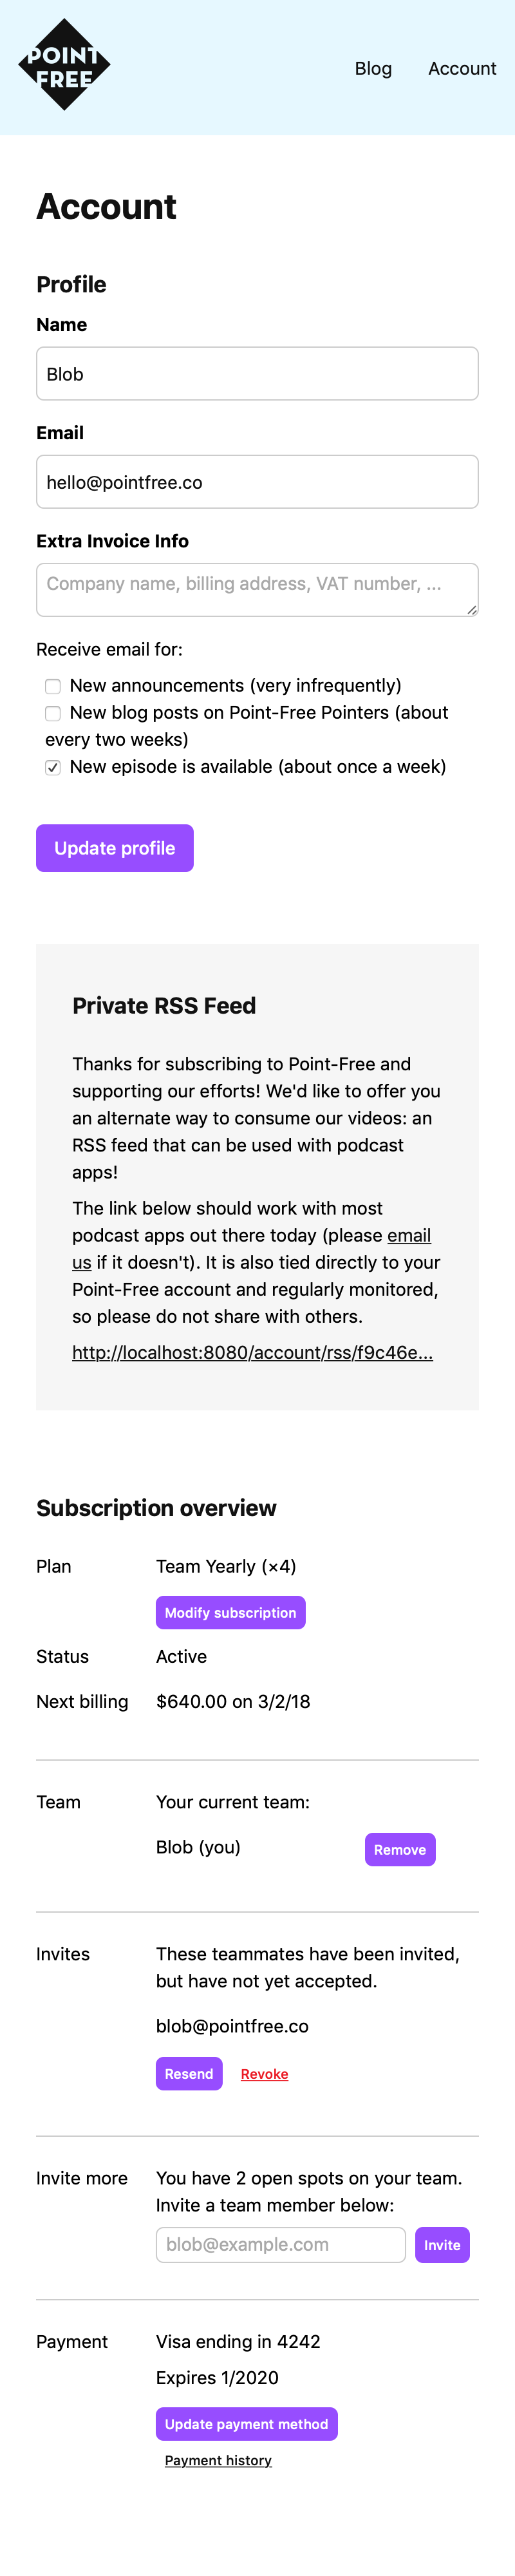 POINT
FREE
Blog
Account
Account
Profile
Name
Blob
Email
hello@pointfree.co
Extra Invoice Info
Company name, billing address, VAT number, ...
Receive email for:
New announcements (very infrequently)
New blog posts on Point-Free Pointers (about
every two weeks)
New episode is available (about once a week)
Update profile
Private RSS Feed
Thanks for subscribing to Point-Free and
supporting our efforts! We'd like to offer you
an alternate way to consume our videos: an
RSS feed that can be used with podcast
apps!
The link below should work with most
podcast apps out there today (please email
us if it doesn't). It is also tied directly to your
Point-Free account and regularly monitored,
so please do not share with others.
http://localhost:8080/account/rss/f9c46e...
Subscription overview
Plan
Team Yearly (×4)
Modify subscription
Status
Active
Next billing
$640.00 on 3/2/18
Team
Your current team:
Blob (you)
Remove
Invites
These teammates have been invited,
but have not yet accepted.
blob@pointfree.co
Resend
Revoke
Invite more
You have 2 open spots on your team.
Invite a team member below:
blob@example.com
Invite
Payment
Visa ending in 4242
Expires 1/2020
Update payment method
Payment history